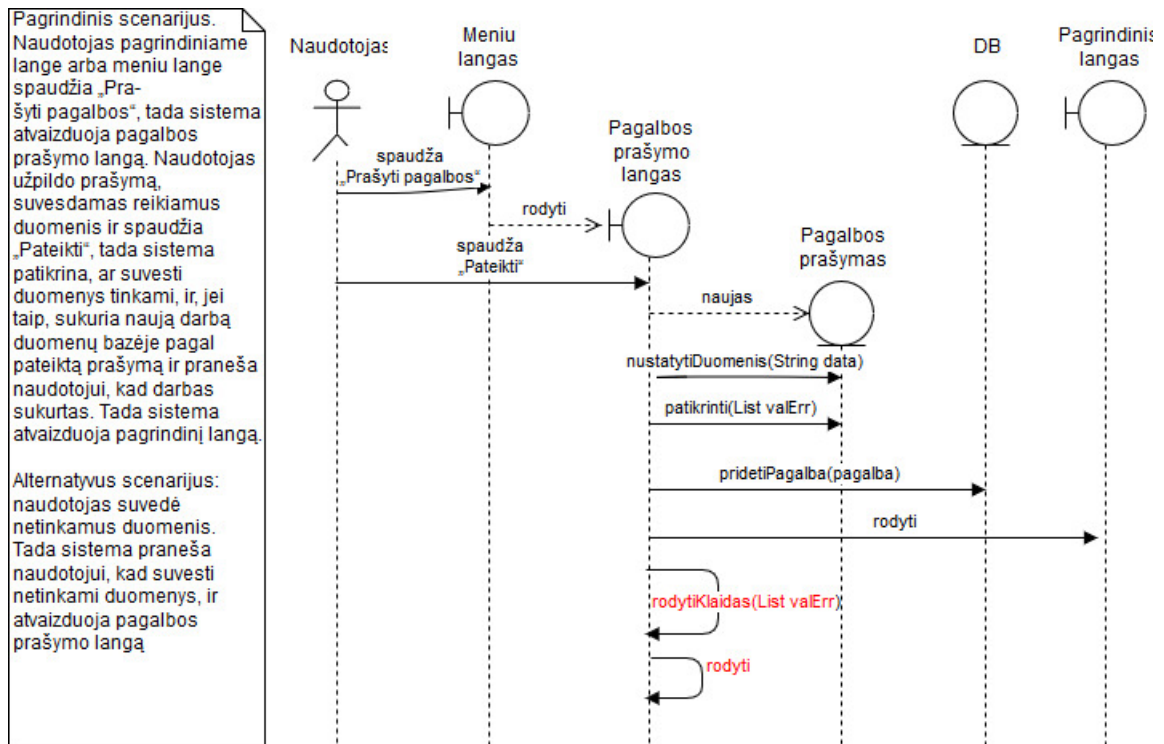 Pagrindinis scenarijus.
Naudotojas pagrindiniame
lange arba meniu lange
spaudžia „Pra-
šyti pagalbos“, tada sistema
atvaizduoja pagalbos
prašymo langą. Naudotojas
užpildo prašymą,
suvesdamas reikiamus
duomenis ir spaudžia
„Pateikti“, tada sistema
patikrina, ar suvesti
duomenys tinkami, ir, jei
taip, sukuria naują darbą
duomenų bazėje pagal
pateiktą prašymą ir praneša
naudotojui, kad darbas
sukurtas. Tada sistema
atvaizduoja pagrindinį langą.
Alternatyvus scenarijus:
naudotojas suvedė
netinkamus duomenis.
Tada sistema praneša
naudotojui, kad suvesti
netinkami duomenys, ir
atvaizduoja pagalbos
prašymo langą
Naudotojas
Meniu
langas
DB
Pagrindinis
langas
Pagalbos
prašymo
langas
spaudža
„Prašyti pagalbos“
rodyti
Pagalbos
prašymas
spaudža
„Pateikti“
naujas
nustatytiDuomenis(String data)
patikrinti(List valErr)
pridetiPagalba(pagalba)
rodyti
rodytiKlaidas(List valErr)
rodyti